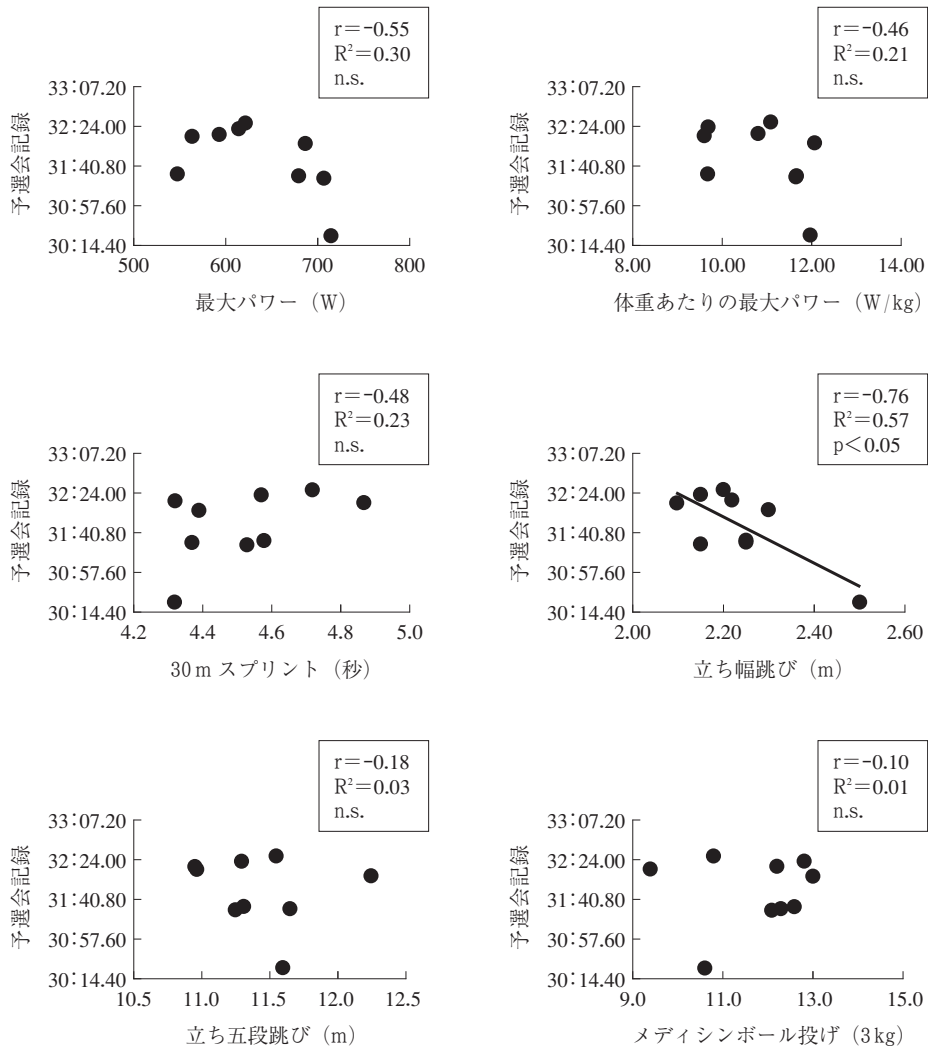 r=-0.55
R²=0.30
n.s.
予選会記録
33:07.20
32:24.00
31:40.80
30:57.60
30:14.40
500 600 700 800
最大パワー（W）
r=-0.46
R²=0.21
n.s.
予選会記録
33:07.20
32:24.00
31:40.80
30:57.60
30:14.40
8.00 10.00 12.00 14.00
体重あたりの最大パワー（W/kg）
r=-0.48
R²=0.23
n.s.
予選会記録
33:07.20
32:24.00
31:40.80
30:57.60
30:14.40
4.2 4.4 4.6 4.8 5.0
30m スプリント（秒）
r=-0.76
R²=0.57
p<0.05
予選会記録
33:07.20
32:24.00
31:40.80
30:57.60
30:14.40
2.00 2.20 2.40 2.60
立ち幅跳び（m）
r=-0.18
R²=0.03
n.s.
予選会記録
33:07.20
32:24.00
31:40.80
30:57.60
30:14.40
10.5 11.0 11.5 12.0 12.5
立ち五段跳び（m）
r=-0.10
R²=0.01
n.s.
予選会記録
33:07.20
32:24.00
31:40.80
30:57.60
30:14.40
9.0 11.0 13.0 15.0
メディシンボール投げ（3kg）